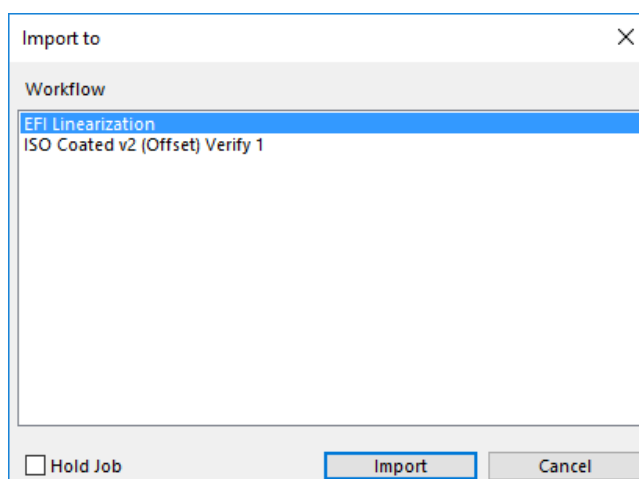 Import to
Workflow
EFI Linearization
ISO Coated v2 (Offset) Verify 1
Hold Job
Import
Cancel